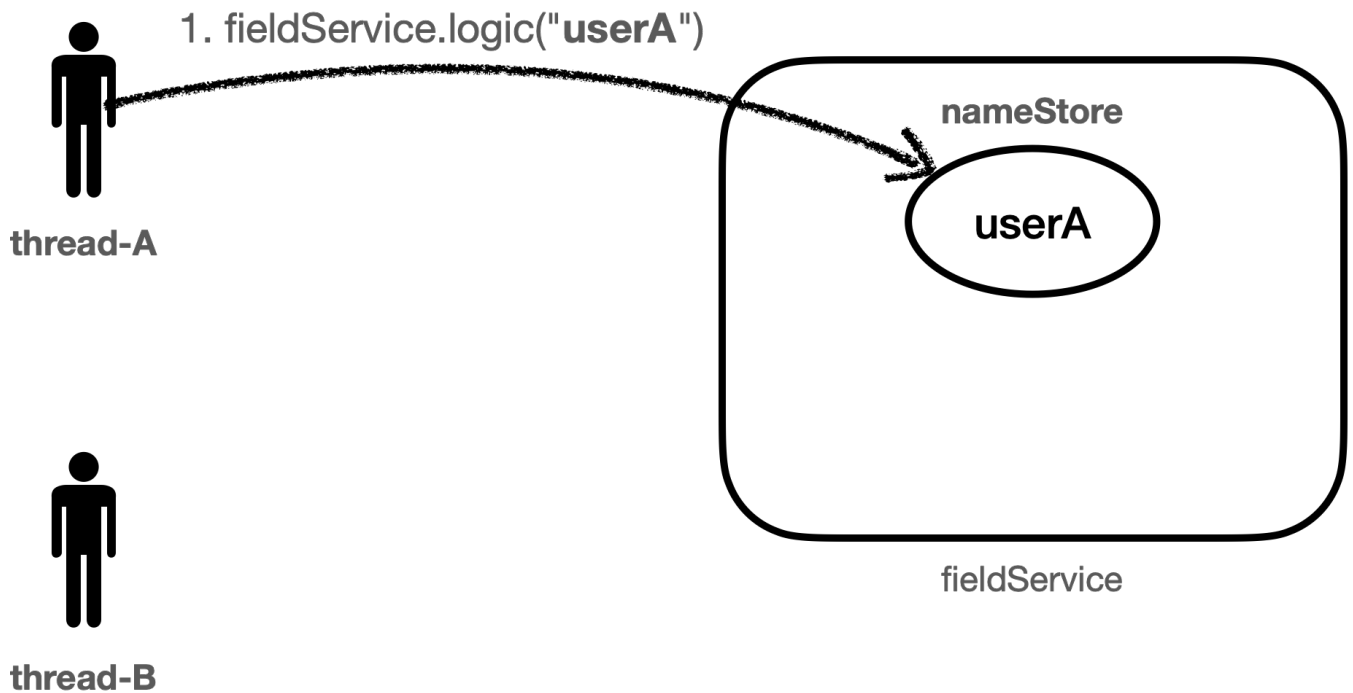 1. fieldService.logic("userA")
nameStore
userA
thread-A
fieldService
thread-B